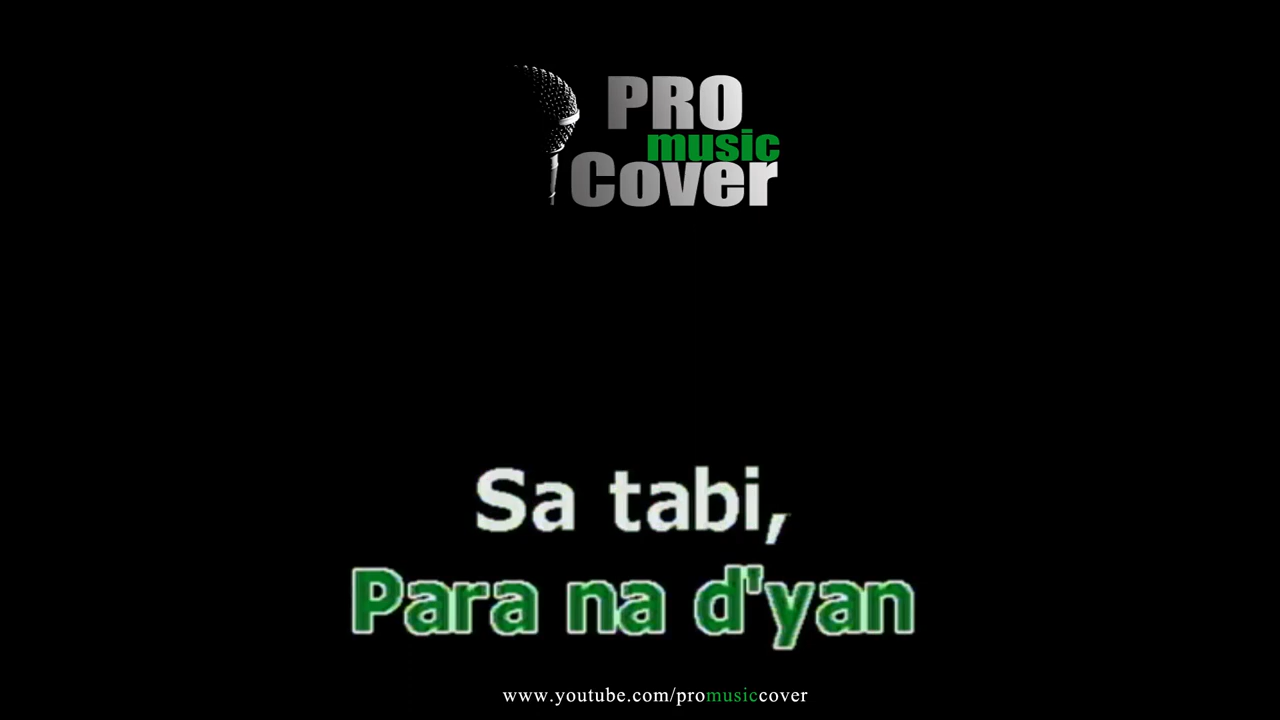 PRO
music
Cover
Sa tabi,
Para na d'yan
www.youtube.com/promusiccover